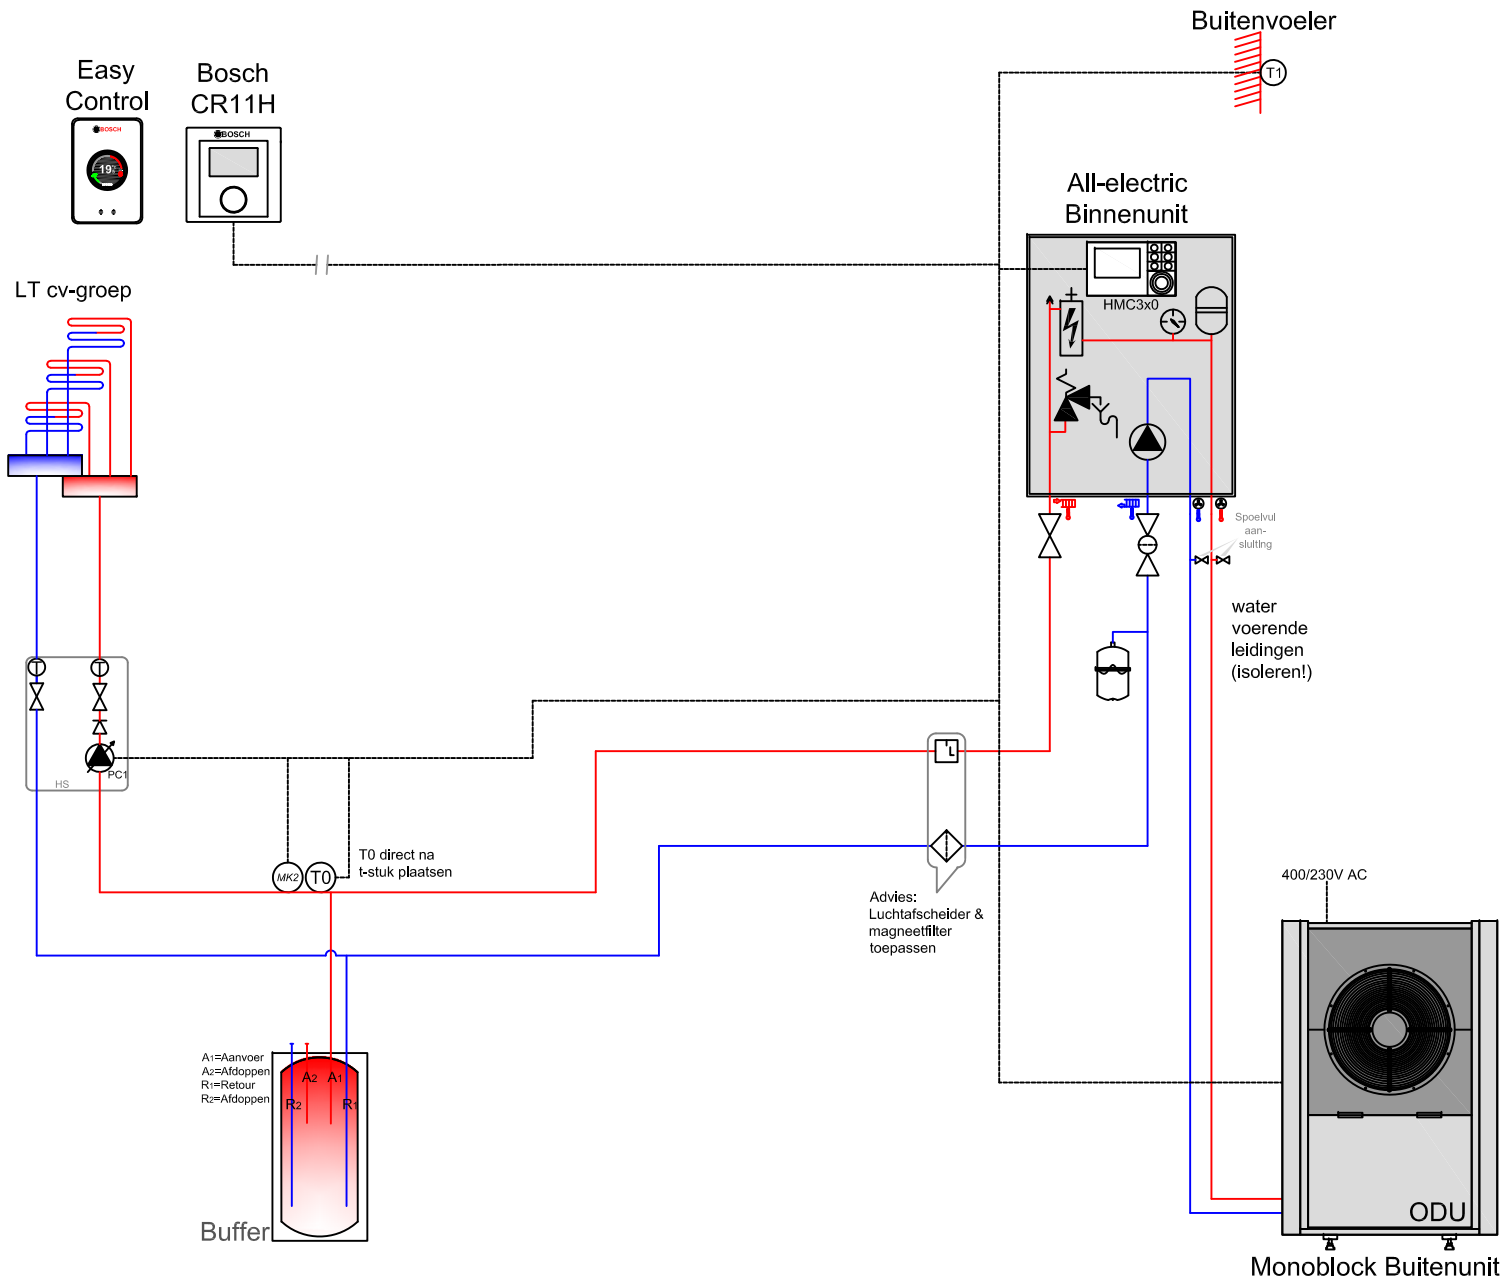 Buitenvoeler
T1
Easy
Control
BOSCH
19
Bosch
CR11H
BOSCH
All-electric
Binnenunit
HMC3x0
LT cv-groep
Spoelvul
aan-
sluiting
water
voerende
leidingen
(isoleren!)
T
T
PC1
HS
L
MK2
T0
T0 direct na
t-stuk plaatsen
Advies:
Luchtafscheider &
magneetfilter
toepassen
400/230V AC
A1=Aanvoer
A2=Afdoppen
R1=Retour
R2=Afdoppen
A2
A1
R2
R1
Buffer
ODU
Monoblock Buitenunit